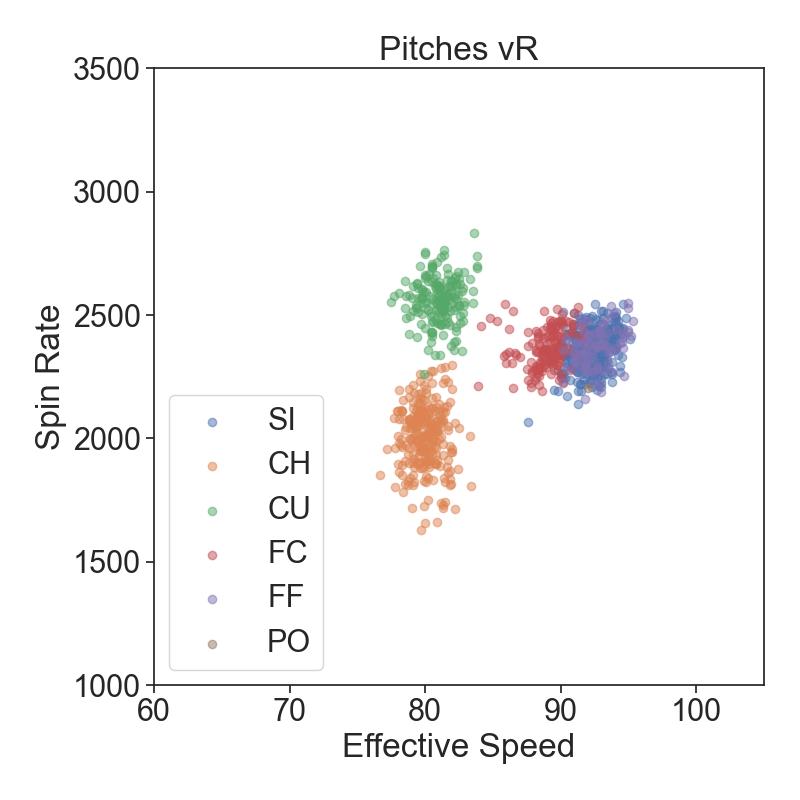 Pitches vR
3500
3000
2500
2000
1500
1000
Spin Rate
SI
CH
CU
FC
FF
PO
60 70 80 90 100
Effective Speed